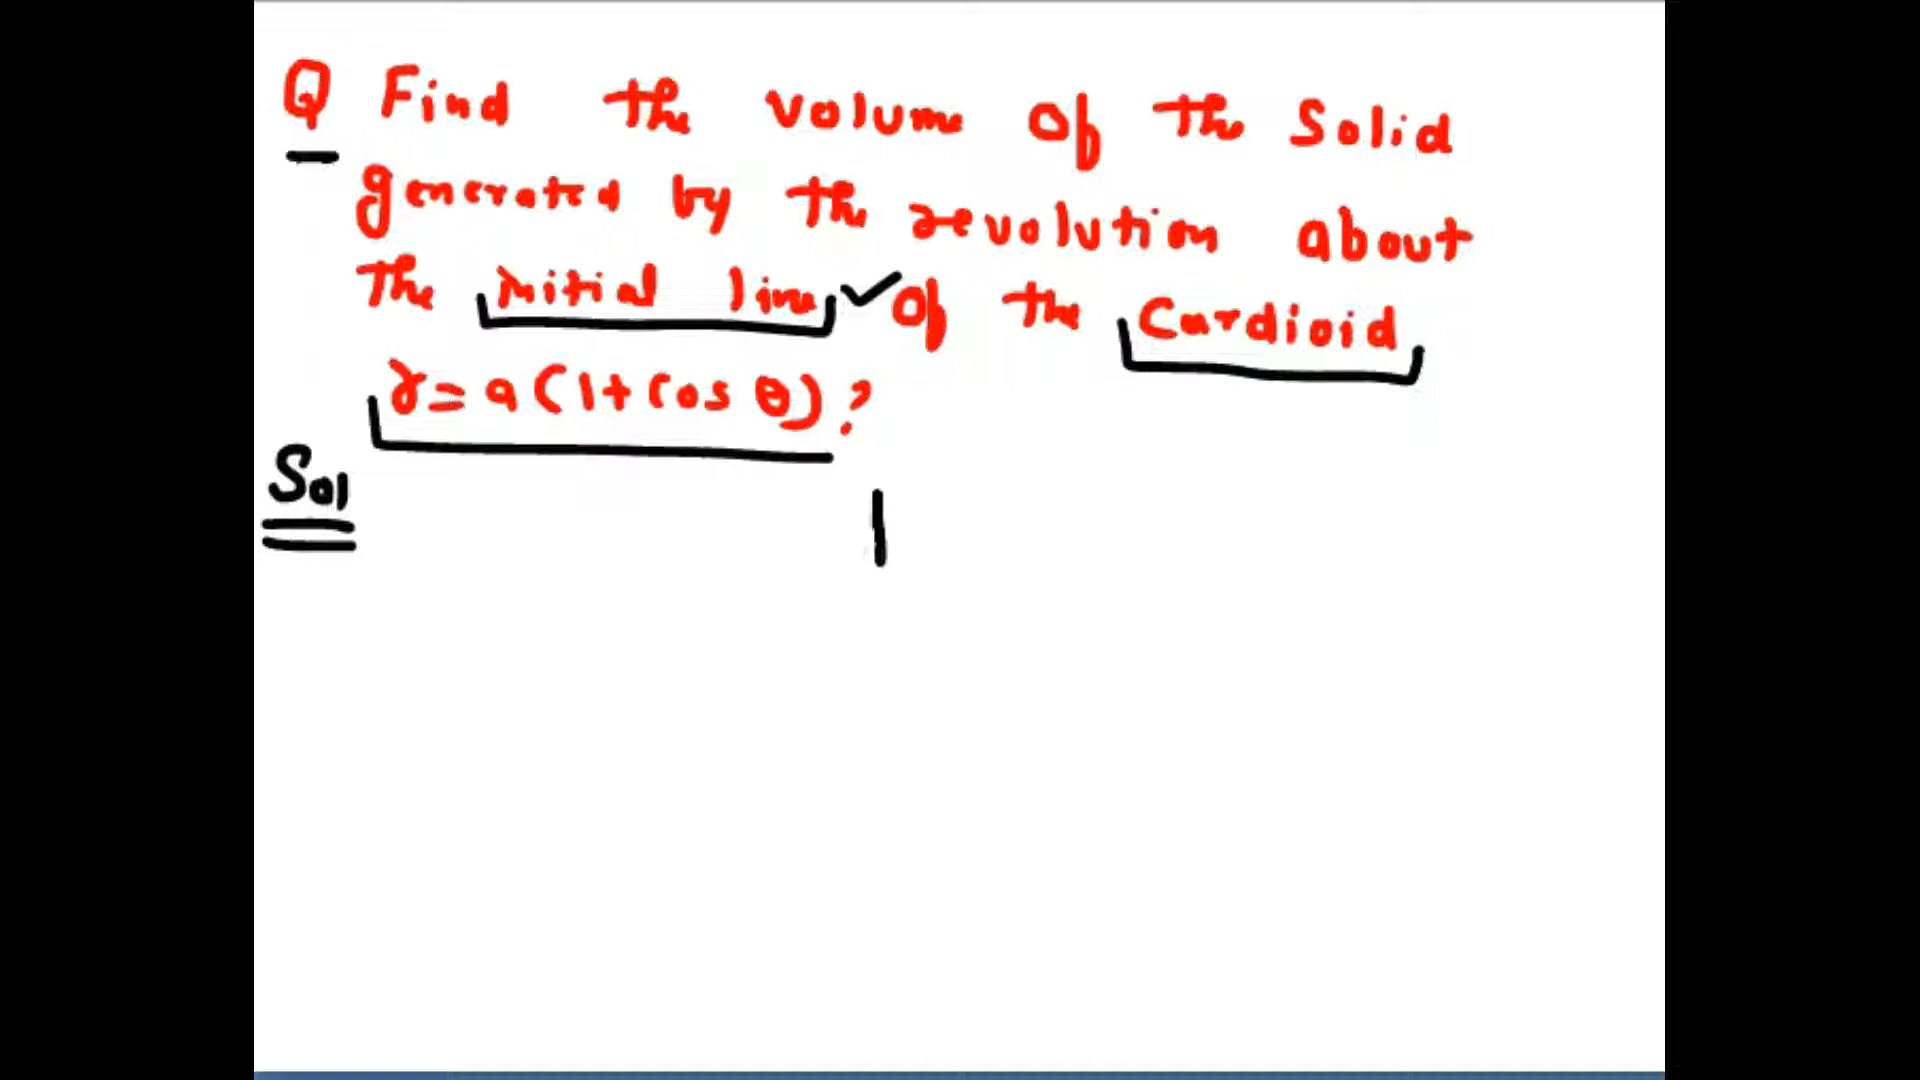 Q Find the volume of the Solid
generated by the revolution about
The initial line of the Cardioid
r = a (1 + cos θ) ?
Sol